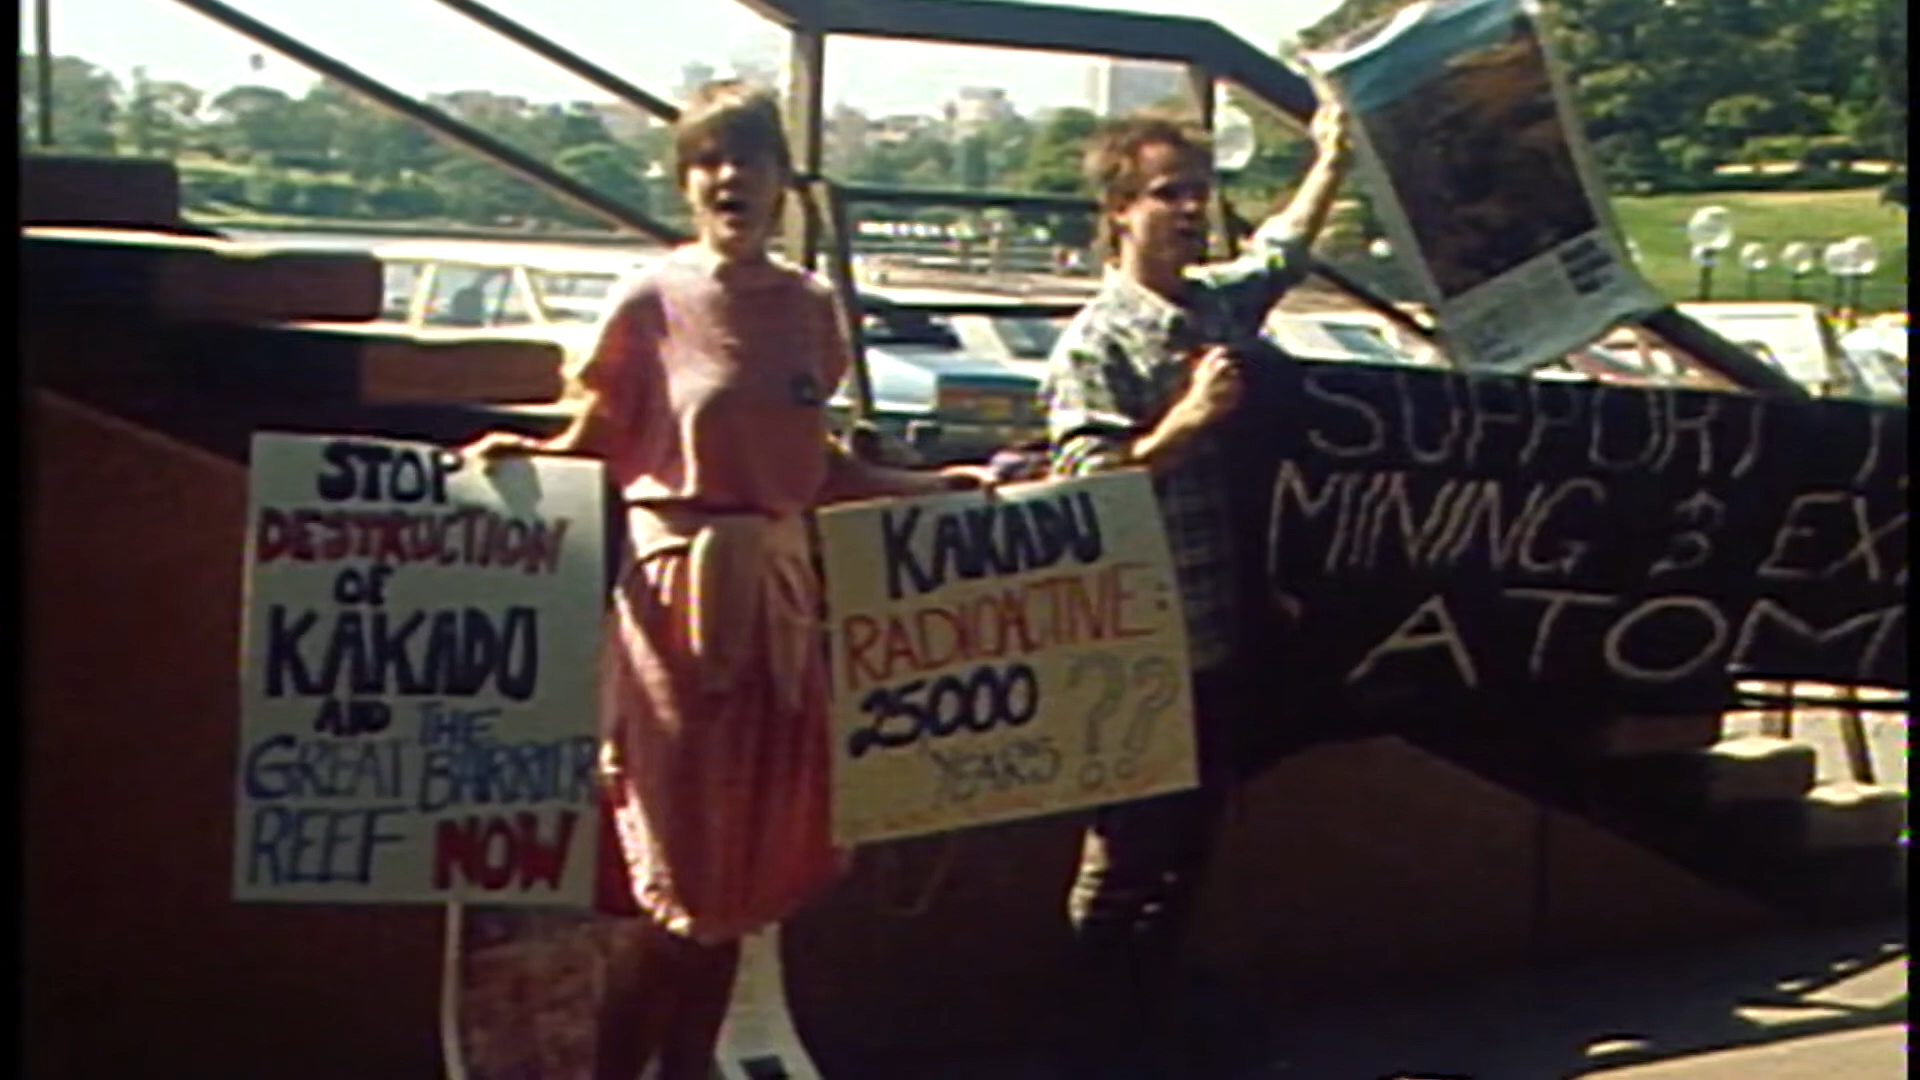 STOP
DESTRUCTION
OF
KAKADU
AND THE
GREAT BARRIER
REEF NOW
KAKADU
RADIOACTIVE:
25000
YEARS ??
SUPPORT
MINING & EX
ATOM